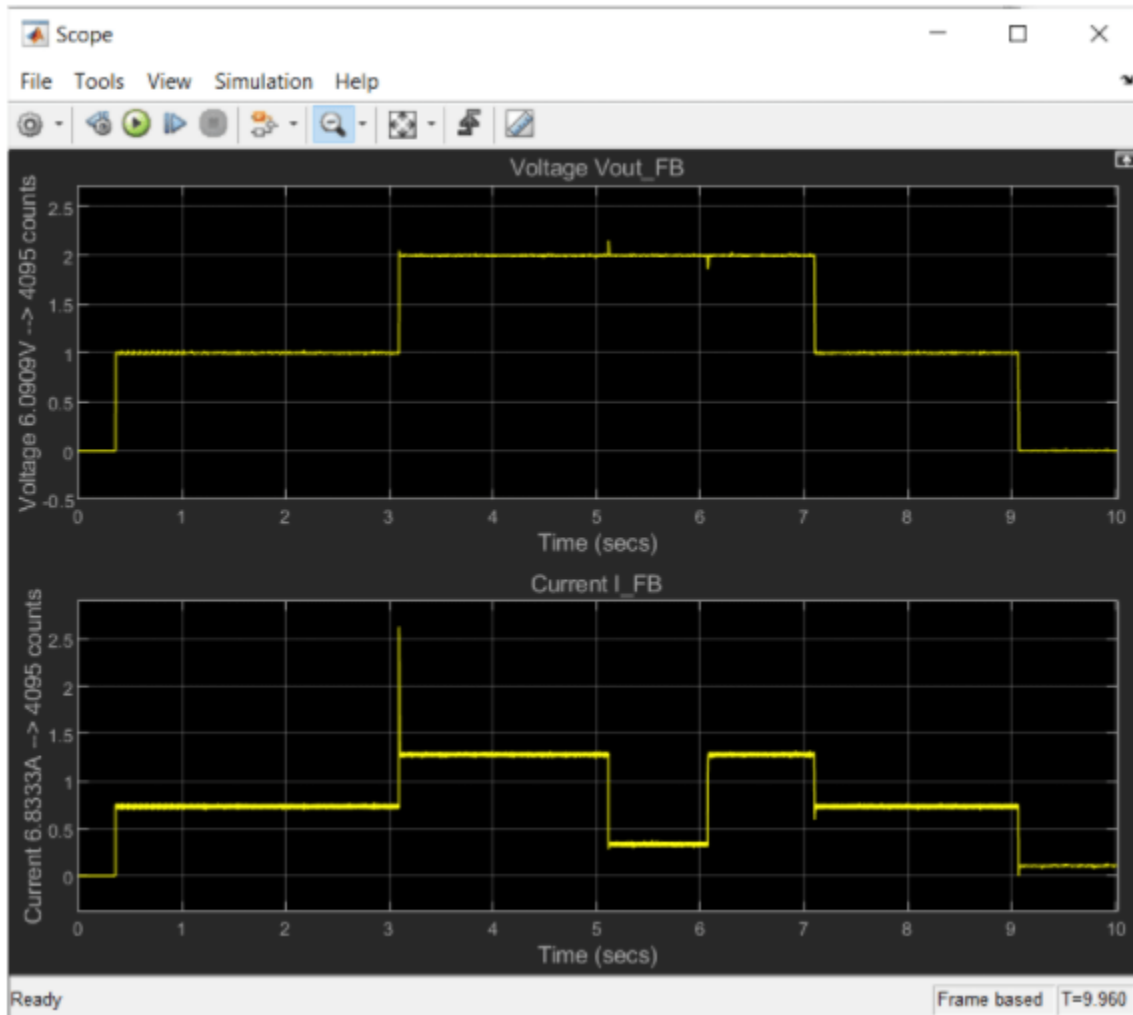 Scope
File Tools View Simulation Help
Voltage Vout_FB
Voltage 6.0909V --> 4095 counts
2.5
2
1.5
1
0.5
0
-0.5
0 1 2 3 4 5 6 7 8 9 10
Time (secs)
Current I_FB
Current 6.8333A --> 4095 counts
2.5
2
1.5
1
0.5
0
0 1 2 3 4 5 6 7 8 9 10
Time (secs)
Ready Frame based T=9.960